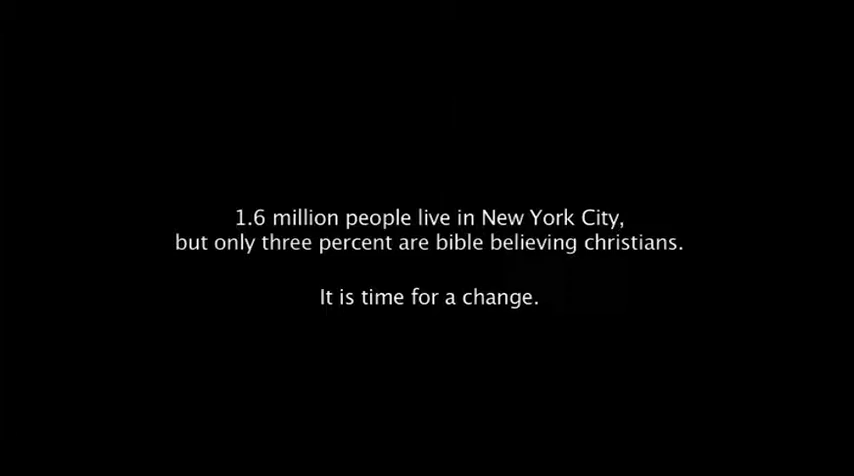 1.6 million people live in New York City,
but only three percent are bible believing christians.
It is time for a change.